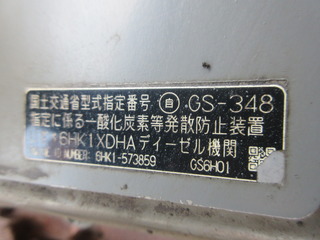 国土交通省型式指定番号 自 GS-348
指定に係る一酸化炭素等発散防止装置
6HK1XDHAディーゼル機関
NUMBER: 6HK1-573859 GS6H01